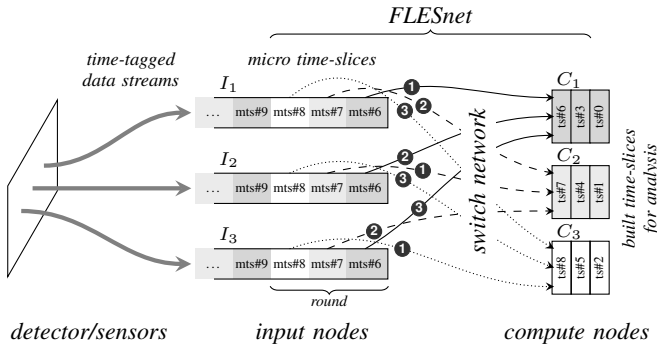 FLESnet
time-tagged
data streams
micro time-slices
I1
… mts#9 mts#8 mts#7 mts#6
1
3 2
I2
… mts#9 mts#8 mts#7 mts#6
2 1
3
I3
… mts#9 mts#8 mts#7 mts#6
3
2
1
round
switch network
C1
ts#6 ts#3 ts#0
C2
ts#7 ts#4 ts#1
C3
ts#8 ts#5 ts#2
built time-slices
for analysis
detector/sensors
input nodes
compute nodes